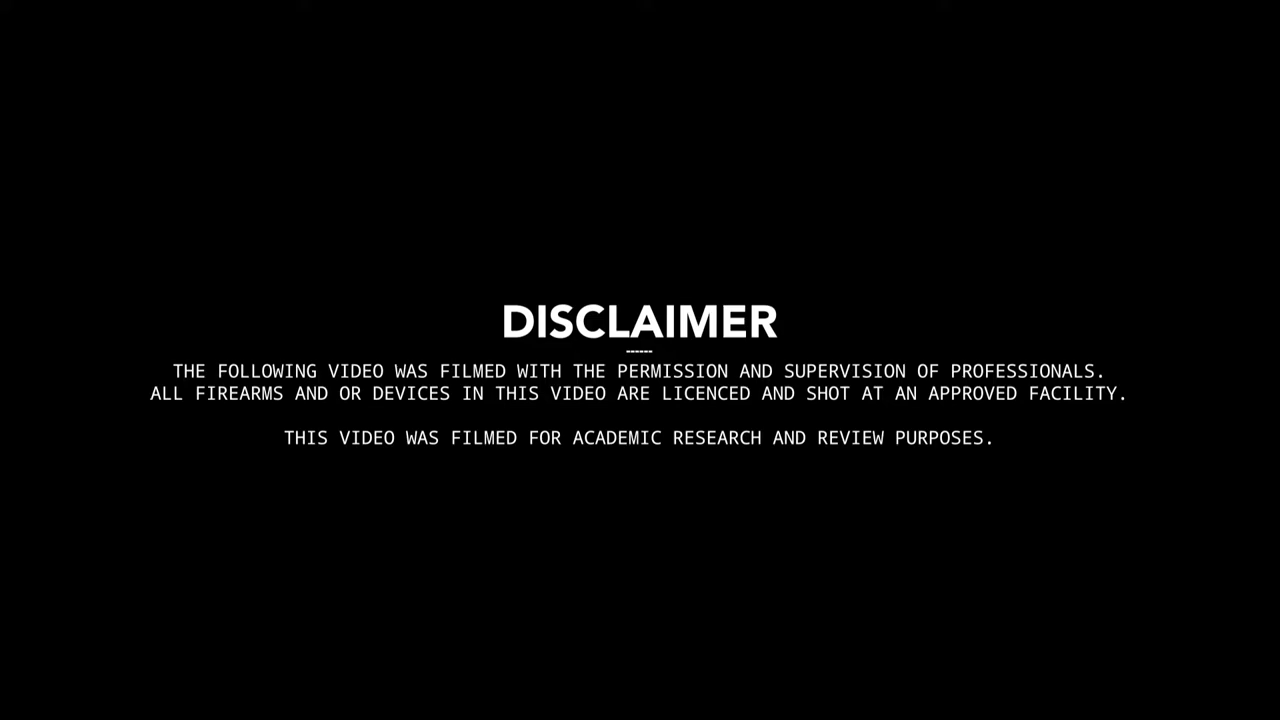 DISCLAIMER
------
THE FOLLOWING VIDEO WAS FILMED WITH THE PERMISSION AND SUPERVISION OF PROFESSIONALS.
ALL FIREARMS AND OR DEVICES IN THIS VIDEO ARE LICENCED AND SHOT AT AN APPROVED FACILITY.
THIS VIDEO WAS FILMED FOR ACADEMIC RESEARCH AND REVIEW PURPOSES.